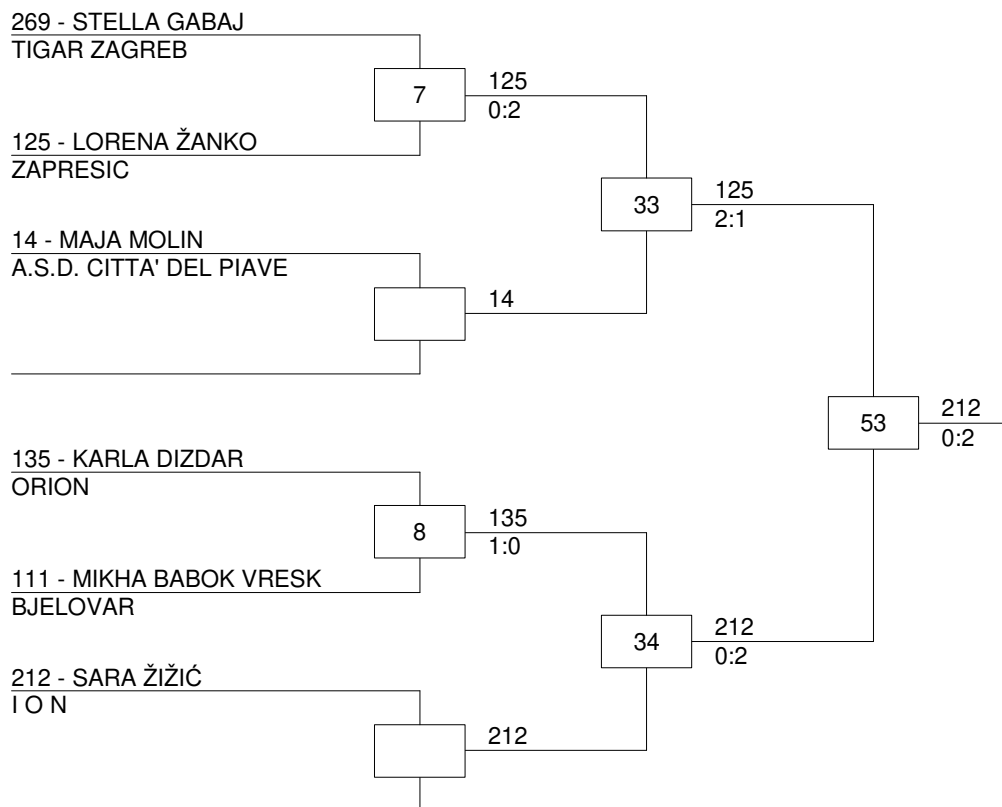 269 - STELLA GABAJ
TIGAR ZAGREB
7
125
0:2
125 - LORENA ŽANKO
ZAPRESIC
33
125
2:1
14 - MAJA MOLIN
A.S.D. CITTA' DEL PIAVE
14
53
212
0:2
135 - KARLA DIZDAR
ORION
8
135
1:0
111 - MIKHA BABOK VRESK
BJELOVAR
34
212
0:2
212 - SARA ŽIŽIĆ
I O N
212